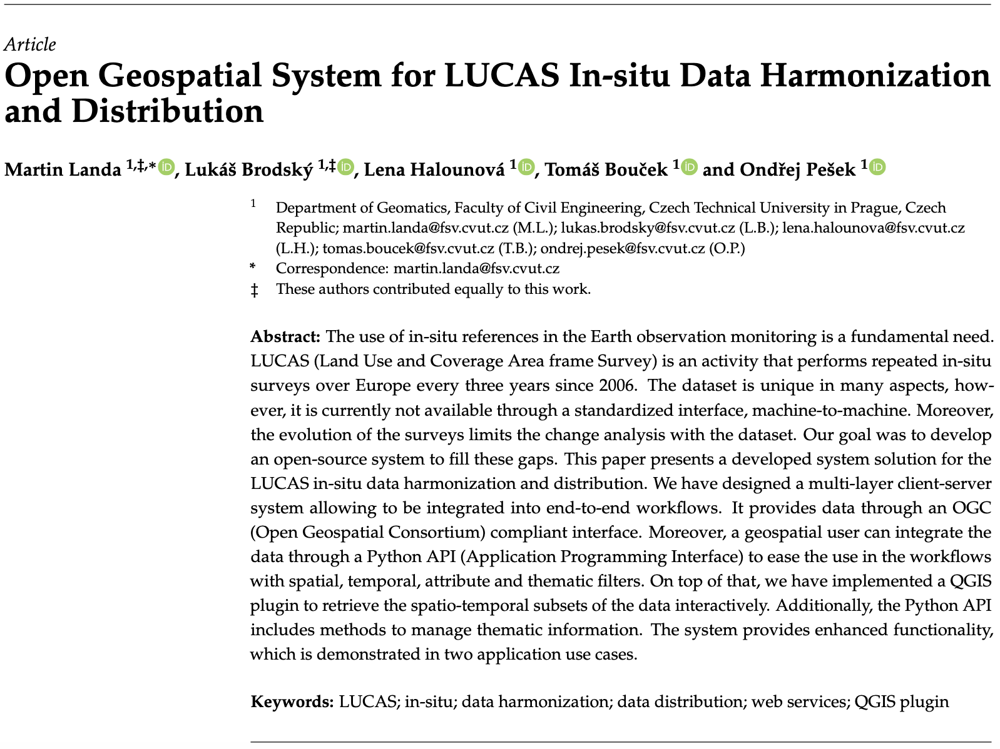 Article
Open Geospatial System for LUCAS In-situ Data Harmonization
and Distribution
Martin Landa 1,‡,* iD, Lukáš Brodský 1,‡ iD, Lena Halounová 1 iD, Tomáš Bouček 1 iD and Ondřej Pešek 1 iD
1 Department of Geomatics, Faculty of Civil Engineering, Czech Technical University in Prague, Czech
Republic; martin.landa@fsv.cvut.cz (M.L.); lukas.brodsky@fsv.cvut.cz (L.B.); lena.halounova@fsv.cvut.cz
(L.H.); tomas.boucek@fsv.cvut.cz (T.B.); ondrej.pesek@fsv.cvut.cz (O.P.)
* Correspondence: martin.landa@fsv.cvut.cz
‡ These authors contributed equally to this work.
Abstract: The use of in-situ references in the Earth observation monitoring is a fundamental need.
LUCAS (Land Use and Coverage Area frame Survey) is an activity that performs repeated in-situ
surveys over Europe every three years since 2006. The dataset is unique in many aspects, how-
ever, it is currently not available through a standardized interface, machine-to-machine. Moreover,
the evolution of the surveys limits the change analysis with the dataset. Our goal was to develop
an open-source system to fill these gaps. This paper presents a developed system solution for the
LUCAS in-situ data harmonization and distribution. We have designed a multi-layer client-server
system allowing to be integrated into end-to-end workflows. It provides data through an OGC
(Open Geospatial Consortium) compliant interface. Moreover, a geospatial user can integrate the
data through a Python API (Application Programming Interface) to ease the use in the workflows
with spatial, temporal, attribute and thematic filters. On top of that, we have implemented a QGIS
plugin to retrieve the spatio-temporal subsets of the data interactively. Additionally, the Python API
includes methods to manage thematic information. The system provides enhanced functionality,
which is demonstrated in two application use cases.
Keywords: LUCAS; in-situ; data harmonization; data distribution; web services; QGIS plugin